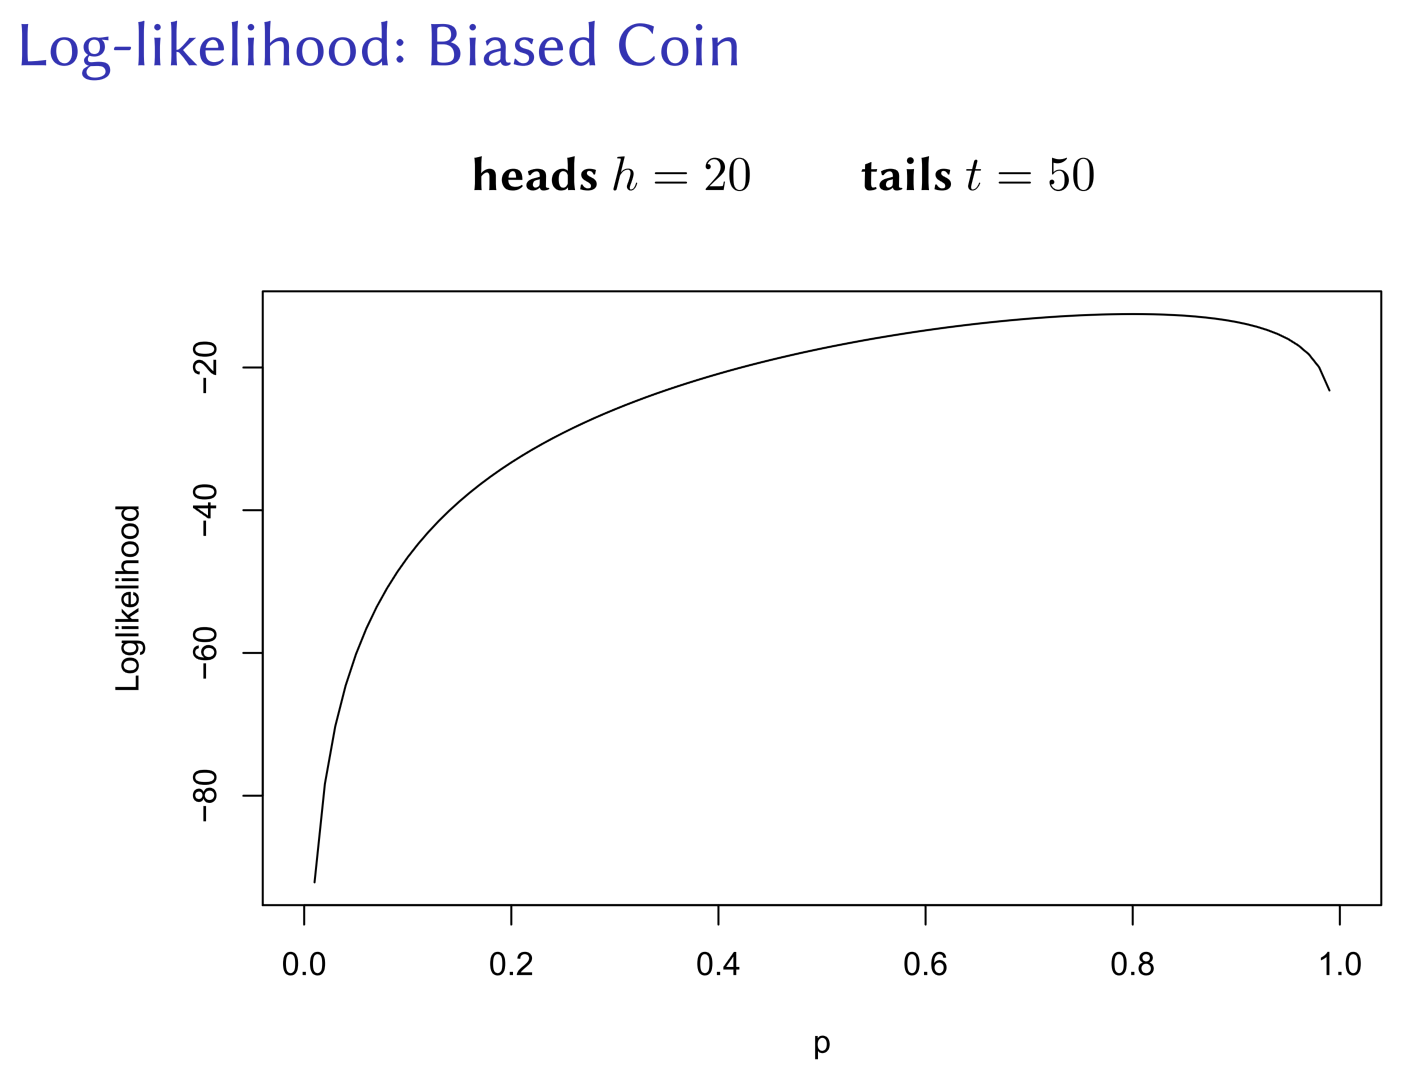 Log-likelihood: Biased Coin
heads h = 20 tails t = 50
−20
−40
−60
−80
Loglikelihood
0.0 0.2 0.4 0.6 0.8 1.0
p